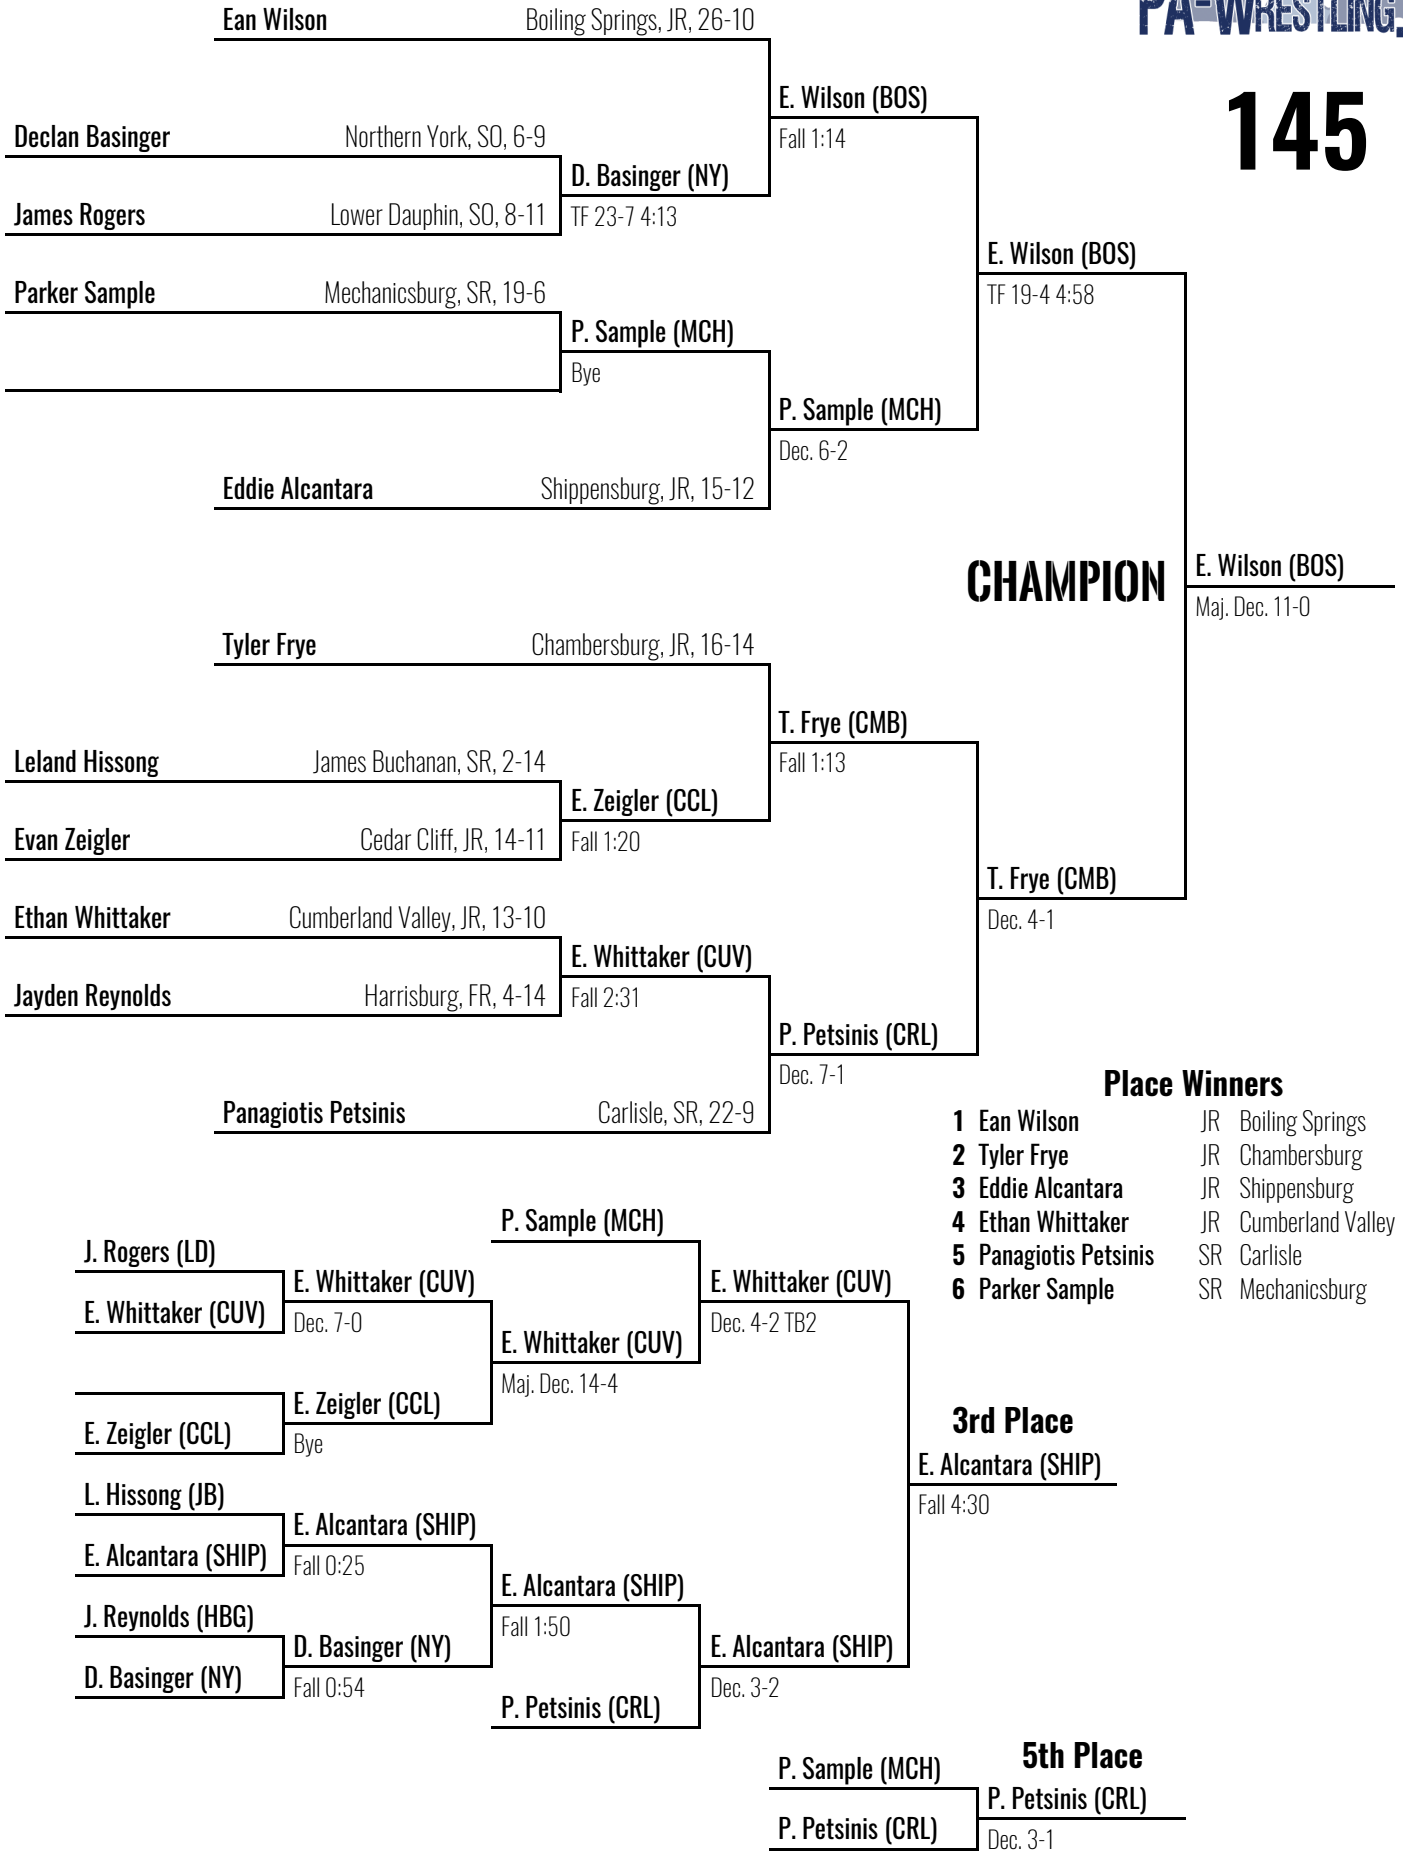 PA-WRESTLING.
145
Ean Wilson Boiling Springs, JR, 26-10
E. Wilson (BOS)
Fall 1:14
Declan Basinger Northern York, SO, 6-9
D. Basinger (NY)
TF 23-7 4:13
James Rogers Lower Dauphin, SO, 8-11
E. Wilson (BOS)
TF 19-4 4:58
Parker Sample Mechanicsburg, SR, 19-6
P. Sample (MCH)
Bye
P. Sample (MCH)
Dec. 6-2
Eddie Alcantara Shippensburg, JR, 15-12
CHAMPION
E. Wilson (BOS)
Maj. Dec. 11-0
Tyler Frye Chambersburg, JR, 16-14
T. Frye (CMB)
Fall 1:13
Leland Hissong James Buchanan, SR, 2-14
E. Zeigler (CCL)
Fall 1:20
Evan Zeigler Cedar Cliff, JR, 14-11
T. Frye (CMB)
Dec. 4-1
Ethan Whittaker Cumberland Valley, JR, 13-10
E. Whittaker (CUV)
Fall 2:31
Jayden Reynolds Harrisburg, FR, 4-14
P. Petsinis (CRL)
Dec. 7-1
Panagiotis Petsinis Carlisle, SR, 22-9
Place Winners
1 Ean Wilson JR Boiling Springs
2 Tyler Frye JR Chambersburg
3 Eddie Alcantara JR Shippensburg
4 Ethan Whittaker JR Cumberland Valley
5 Panagiotis Petsinis SR Carlisle
6 Parker Sample SR Mechanicsburg
P. Sample (MCH)
J. Rogers (LD)
E. Whittaker (CUV)
Dec. 7-0
E. Whittaker (CUV)
E. Whittaker (CUV)
Dec. 4-2 TB2
E. Whittaker (CUV)
Maj. Dec. 14-4
E. Zeigler (CCL)
Bye
E. Zeigler (CCL)
3rd Place
E. Alcantara (SHIP)
Fall 4:30
L. Hissong (JB)
E. Alcantara (SHIP)
Fall 0:25
E. Alcantara (SHIP)
E. Alcantara (SHIP)
Fall 1:50
J. Reynolds (HBG)
D. Basinger (NY)
Fall 0:54
D. Basinger (NY)
E. Alcantara (SHIP)
Dec. 3-2
P. Petsinis (CRL)
5th Place
P. Sample (MCH)
P. Petsinis (CRL)
Dec. 3-1
P. Petsinis (CRL)